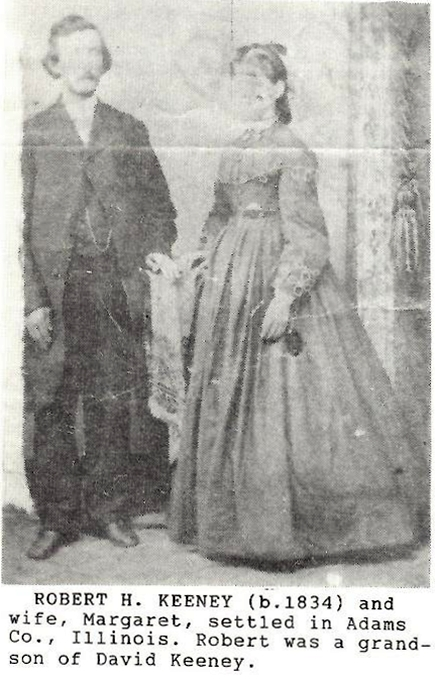 ROBERT H. KEENEY (b.1834) and
wife, Margaret, settled in Adams
Co., Illinois. Robert was a grand-
son of David Keeney.